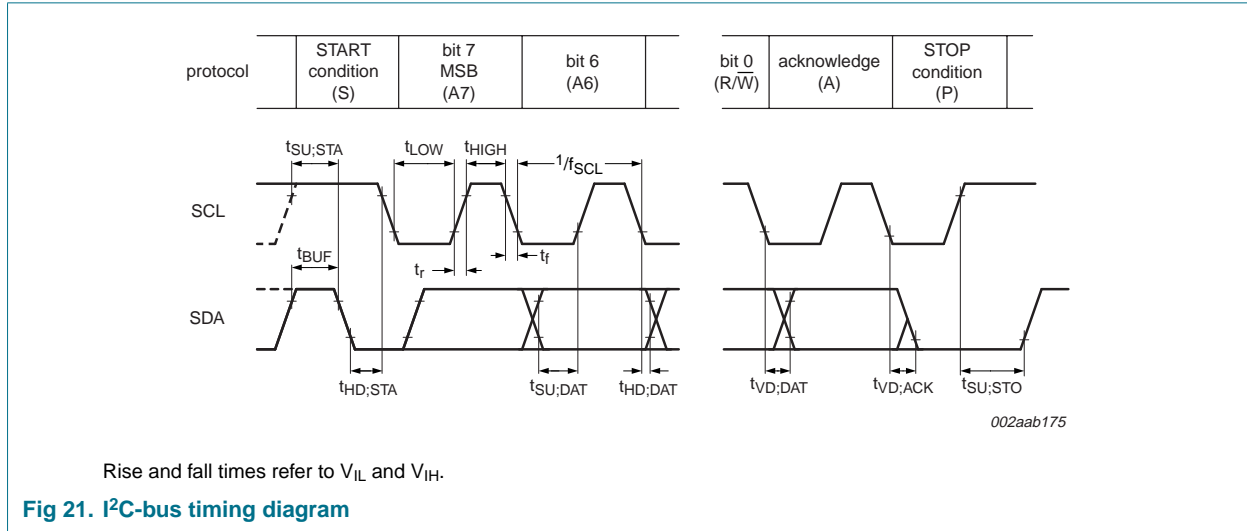 protocol
START
condition
(S)
bit 7
MSB
(A7)
bit 6
(A6)
bit 0
(R/W̅)
acknowledge
(A)
STOP
condition
(P)
tSU;STA
tLOW
tHIGH
1/fSCL
SCL
tBUF
tr
tf
SDA
tHD;STA
tSU;DAT
tHD;DAT
tVD;DAT
tVD;ACK
tSU;STO
002aab175
Rise and fall times refer to VIL and VIH.
Fig 21. I²C-bus timing diagram